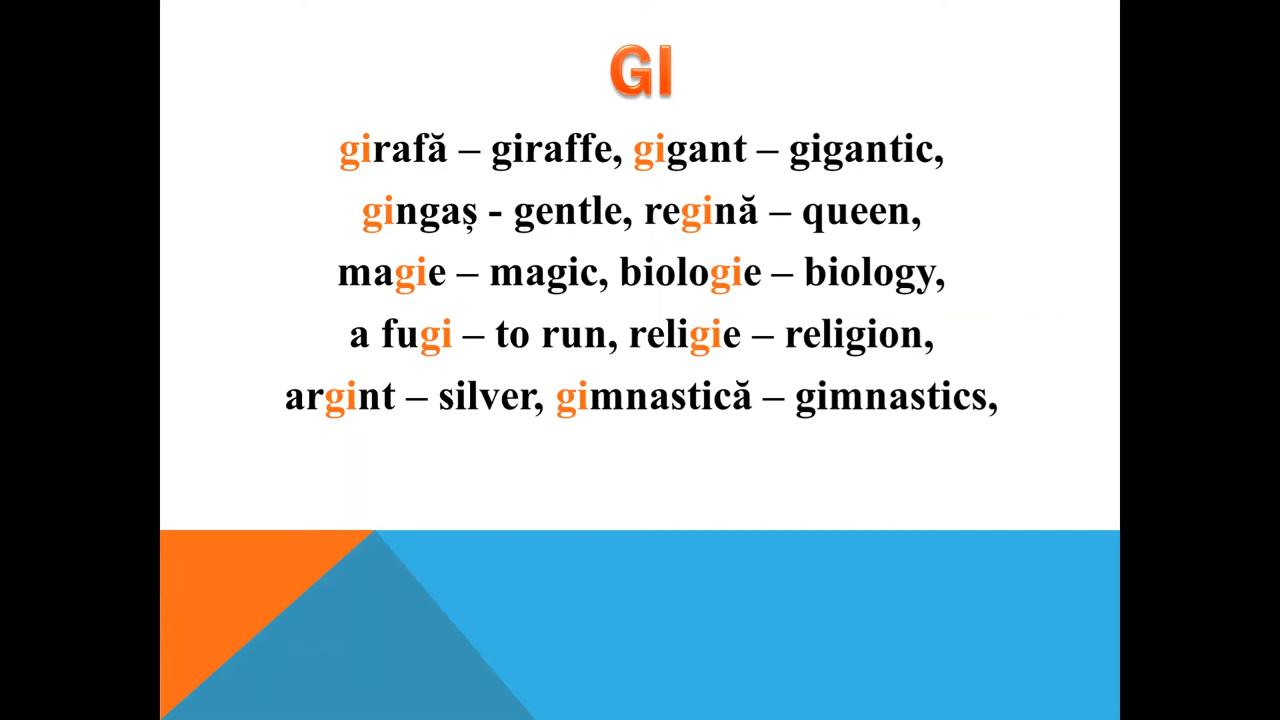 GI
girafă – giraffe, gigant – gigantic,
gingaș - gentle, regină – queen,
magie – magic, biologie – biology,
a fugi – to run, religie – religion,
argint – silver, gimnastică – gimnastics,